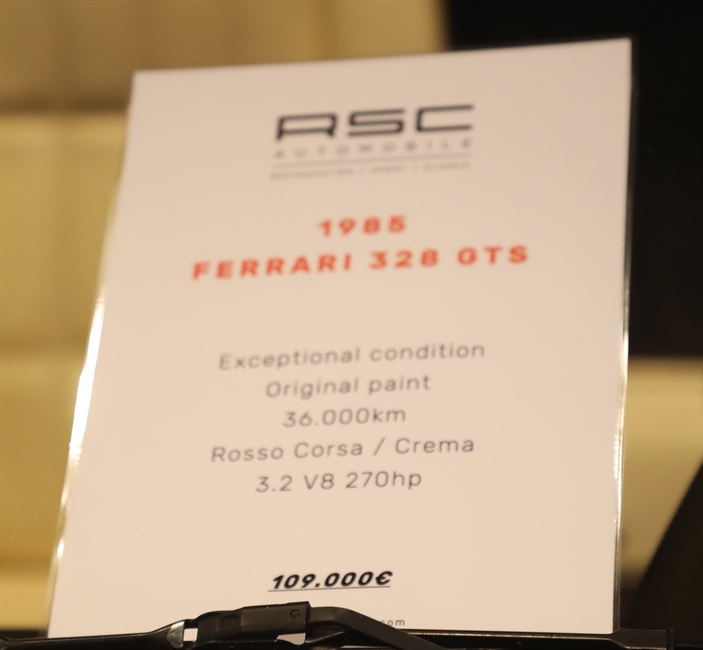 RSC
AUTOMOBILE
1985
FERRARI 328 GTS
Exceptional condition
Original paint
36.000km
Rosso Corsa / Crema
3.2 V8 270hp
109.000€